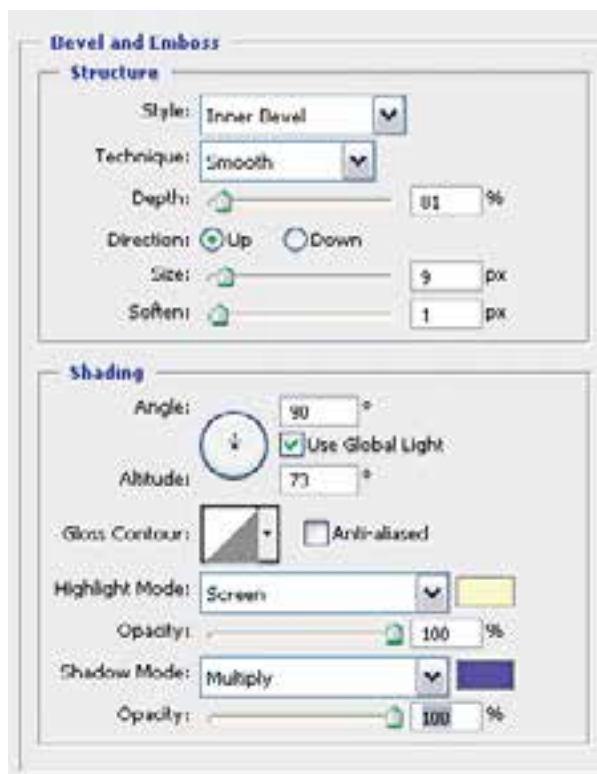 Bevel and Emboss
Structure
Style: Inner Bevel
Technique: Smooth
Depth: 81 %
Direction: Up Down
Size: 9 px
Soften: 1 px
Shading
Angle: 90 °
Use Global Light
Altitude: 73 °
Gloss Contour: Anti-aliased
Highlight Mode: Screen
Opacity: 100 %
Shadow Mode: Multiply
Opacity: 100 %